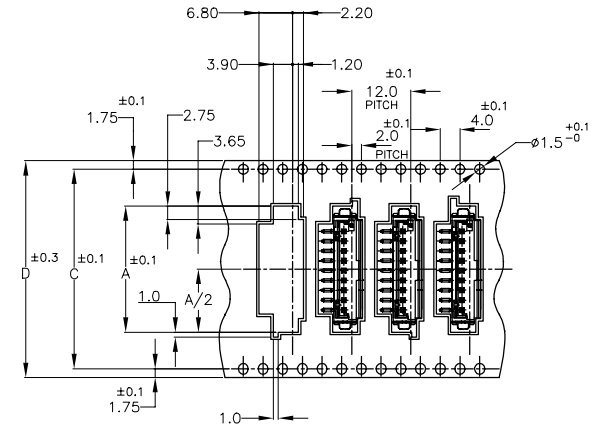 6.80
2.20
3.90
1.20
12.0 ±0.1
PITCH
±0.1
1.75
2.75
3.65
2.0 ±0.1
PITCH
4.0 ±0.1
ø1.5 +0.1 -0
D ±0.3
C ±0.1
A ±0.1
1.0
A/2
±0.1
1.75
1.0